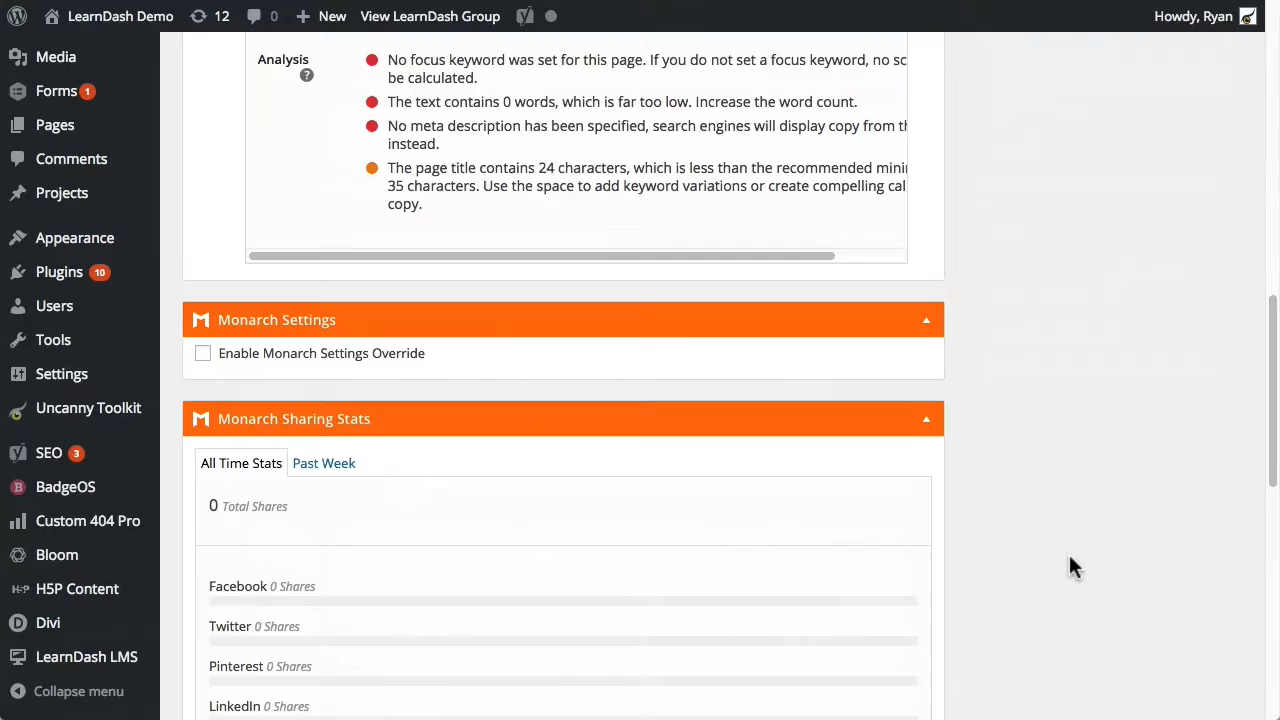 LearnDash Demo 12 0 New View LearnDash Group Howdy, Ryan
Media
Forms 1
Pages
Comments
Projects
Appearance
Plugins 10
Users
Tools
Settings
Uncanny Toolkit
SEO 3
BadgeOS
Custom 404 Pro
Bloom
H5P Content
Divi
LearnDash LMS
Collapse menu
Analysis
?
No focus keyword was set for this page. If you do not set a focus keyword, no sc
be calculated.
The text contains 0 words, which is far too low. Increase the word count.
No meta description has been specified, search engines will display copy from th
instead.
The page title contains 24 characters, which is less than the recommended mini
35 characters. Use the space to add keyword variations or create compelling cal
copy.
Monarch Settings
Enable Monarch Settings Override
Monarch Sharing Stats
All Time Stats Past Week
0 Total Shares
Facebook 0 Shares
Twitter 0 Shares
Pinterest 0 Shares
LinkedIn 0 Shares